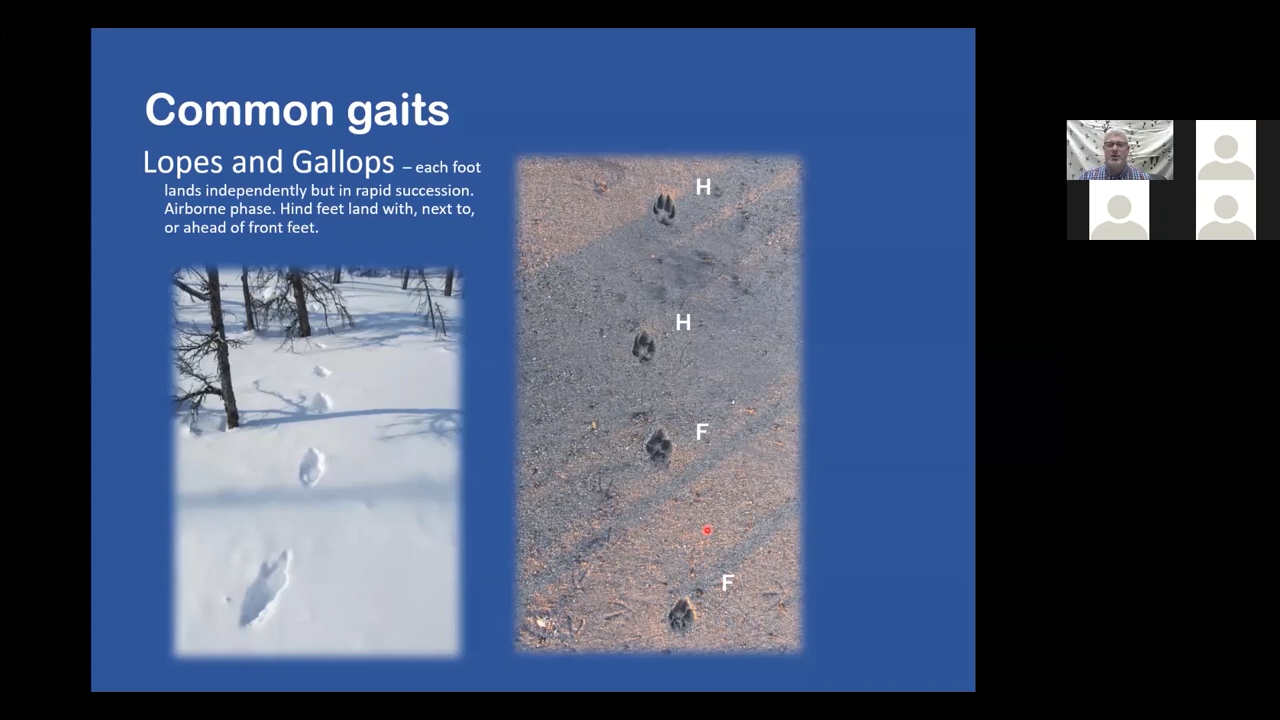 Common gaits
Lopes and Gallops – each foot
lands independently but in rapid succession.
Airborne phase. Hind feet land with, next to,
or ahead of front feet.
H
H
F
F